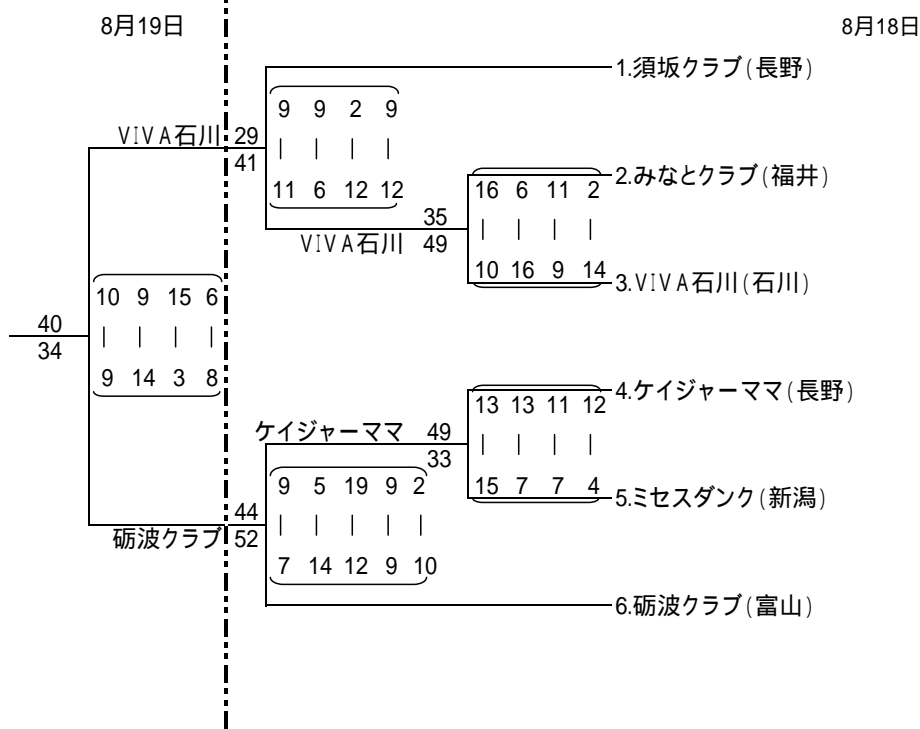 8月19日 8月18日
1.須坂クラブ(長野)
9 9 2 9
VIVA石川 29
| | | |
41
11 6 12 12
2.みなとクラブ(福井)
16 6 11 2
35
| | | |
VIVA石川 49
10 16 9 14
3.VIVA石川(石川)
10 9 15 6
40
| | | |
34
9 14 3 8
4.ケイジャーママ(長野)
13 13 11 12
ケイジャーママ 49
| | | |
33
15 7 7 4
5.ミセスダンク(新潟)
9 5 19 9 2
44
| | | | |
砺波クラブ 52
7 14 12 9 10
6.砺波クラブ(富山)